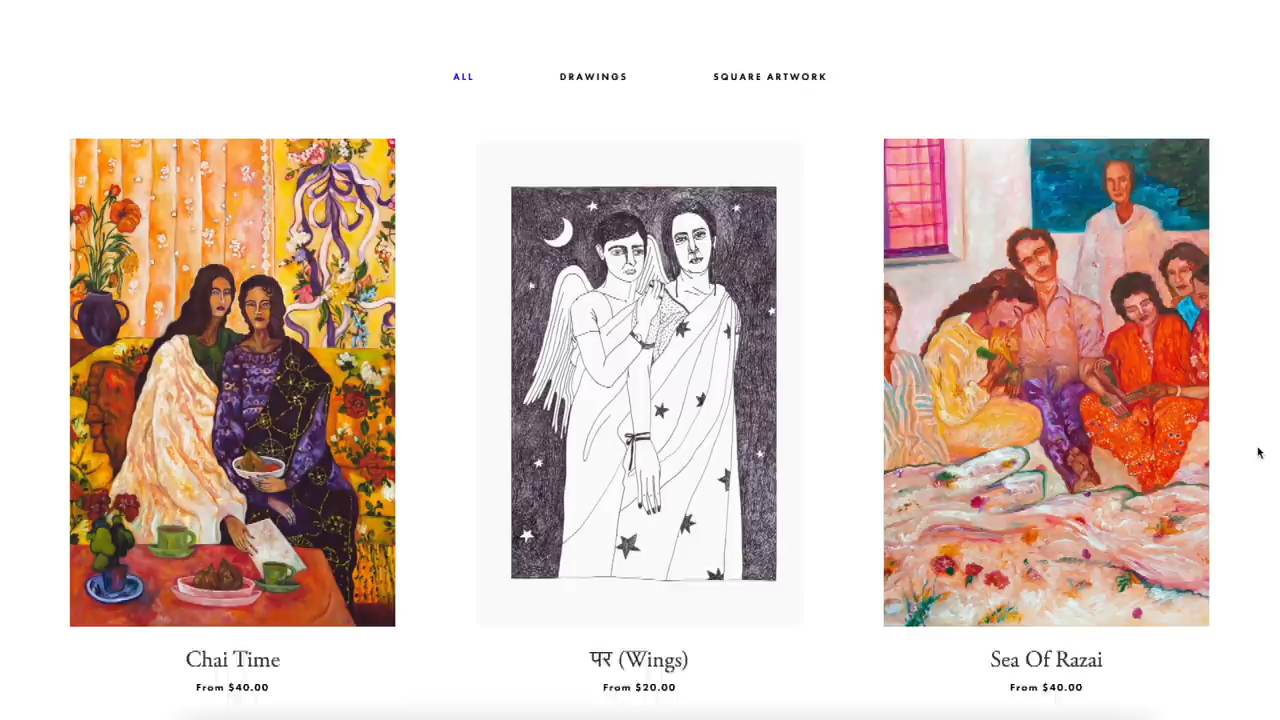 ALL
DRAWINGS
SQUARE ARTWORK
Chai Time
From $40.00
पर (Wings)
From $20.00
Sea Of Razai
From $40.00